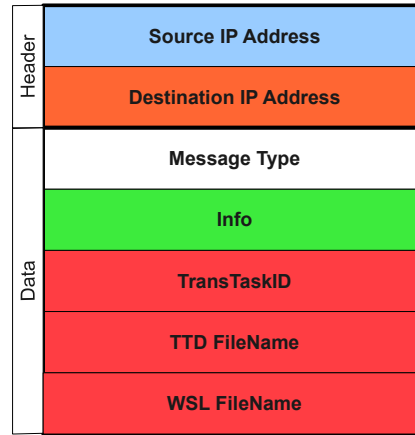 Header
Source IP Address
Destination IP Address
Data
Message Type
Info
TransTaskID
TTD FileName
WSL FileName